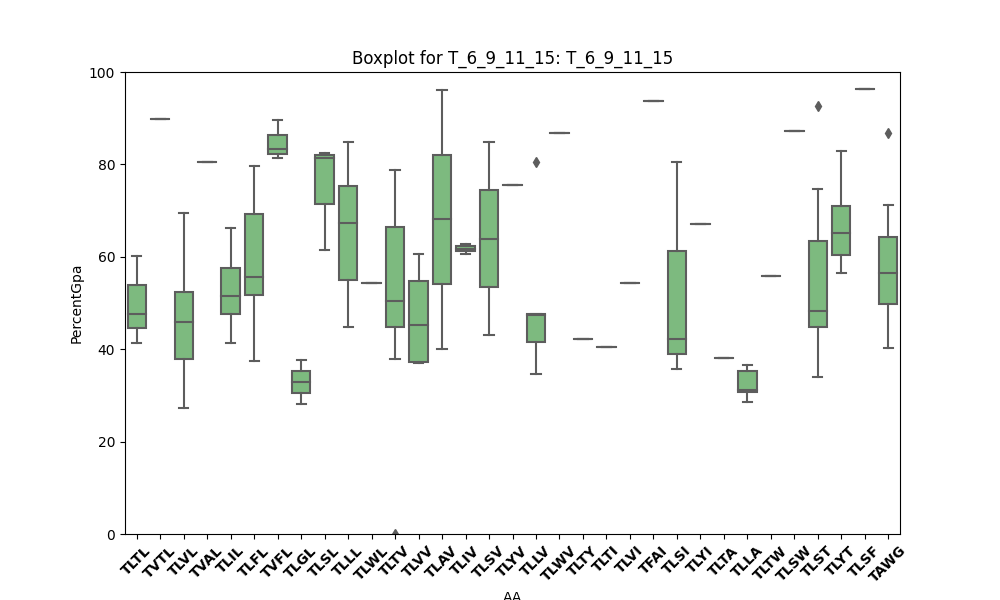 Boxplot for T_6_9_11_15: T_6_9_11_15
100
80
60
40
20
0
PercentGpa
TLTL TVTL TLVL TVAL TLIL TLFL TVFL TLGL TLSL TLLL TLWL TLTV TLVV TLAV TLIV TLSV TLYV TLLV TLWV TLTY TLTI TLVI TFAI TLSI TLYI TLTA TLLA TLTW TLSW TLST TLYT TLSF TAWG
AA